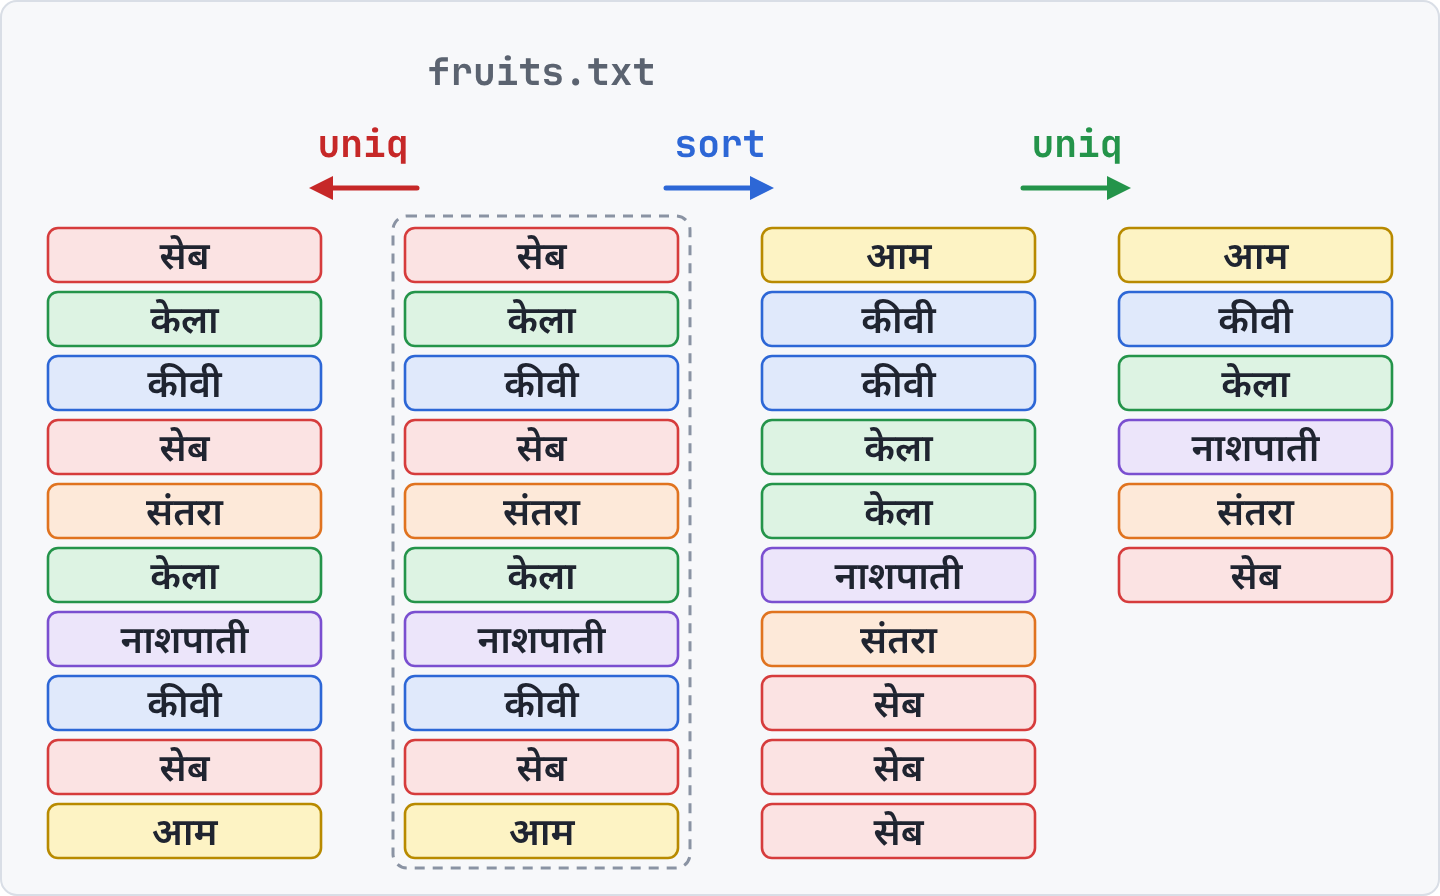 fruits.txt
uniq
sort
uniq
सेब
केला
कीवी
सेब
संतरा
केला
नाशपाती
कीवी
सेब
आम
सेब
केला
कीवी
सेब
संतरा
केला
नाशपाती
कीवी
सेब
आम
आम
कीवी
कीवी
केला
केला
नाशपाती
संतरा
सेब
सेब
सेब
आम
कीवी
केला
नाशपाती
संतरा
सेब